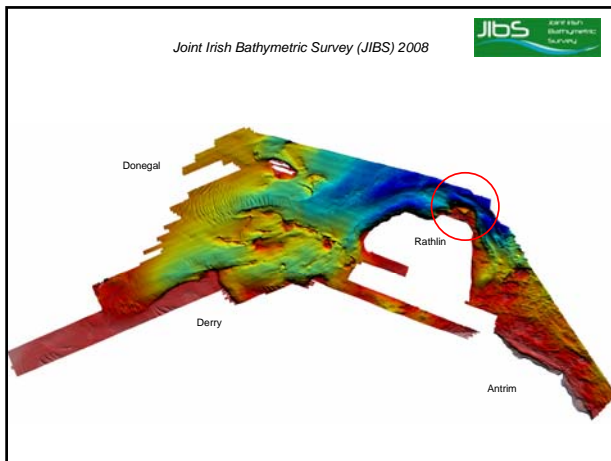 Joint Irish Bathymetric Survey (JIBS) 2008
JIBS
Joint Irish
Bathymetric
Survey
Donegal
Rathlin
Derry
Antrim